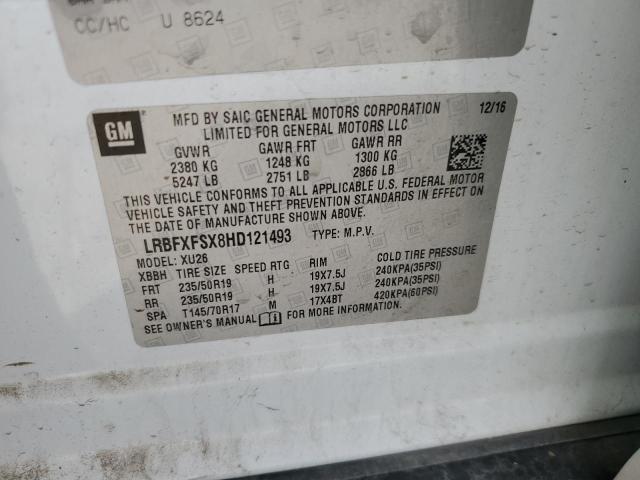 CC/HC U 8624
GM
MFD BY SAIC GENERAL MOTORS CORPORATION 12/16
LIMITED FOR GENERAL MOTORS LLC
GVWR GAWR FRT GAWR RR
2380 KG 1248 KG 1300 KG
5247 LB 2751 LB 2866 LB
THIS VEHICLE CONFORMS TO ALL APPLICABLE U.S. FEDERAL MOTOR
VEHICLE SAFETY AND THEFT PREVENTION STANDARDS IN EFFECT ON
THE DATE OF MANUFACTURE SHOWN ABOVE.
LRBFXFSX8HD121493 TYPE: M.P.V.
MODEL: XU26
XBBH TIRE SIZE SPEED RTG RIM COLD TIRE PRESSURE
FRT 235/50R19 H 19X7.5J 240KPA(35PSI)
RR 235/50R19 H 19X7.5J 240KPA(35PSI)
SPA T145/70R17 M 17X4BT 420KPA(60PSI)
SEE OWNER'S MANUAL FOR MORE INFORMATION.